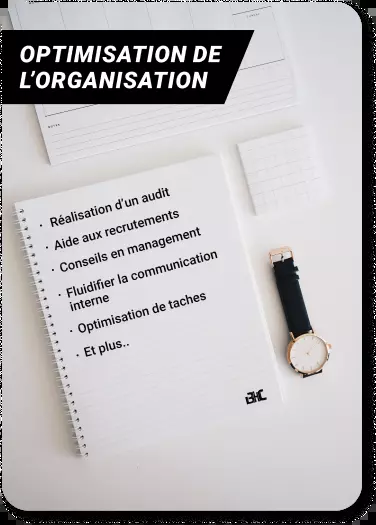 OPTIMISATION DE
L'ORGANISATION
NOTES
· Réalisation d'un audit
· Aide aux recrutements
· Conseils en management
· Fluidifier la communication
interne
· Optimisation de taches
· Et plus..